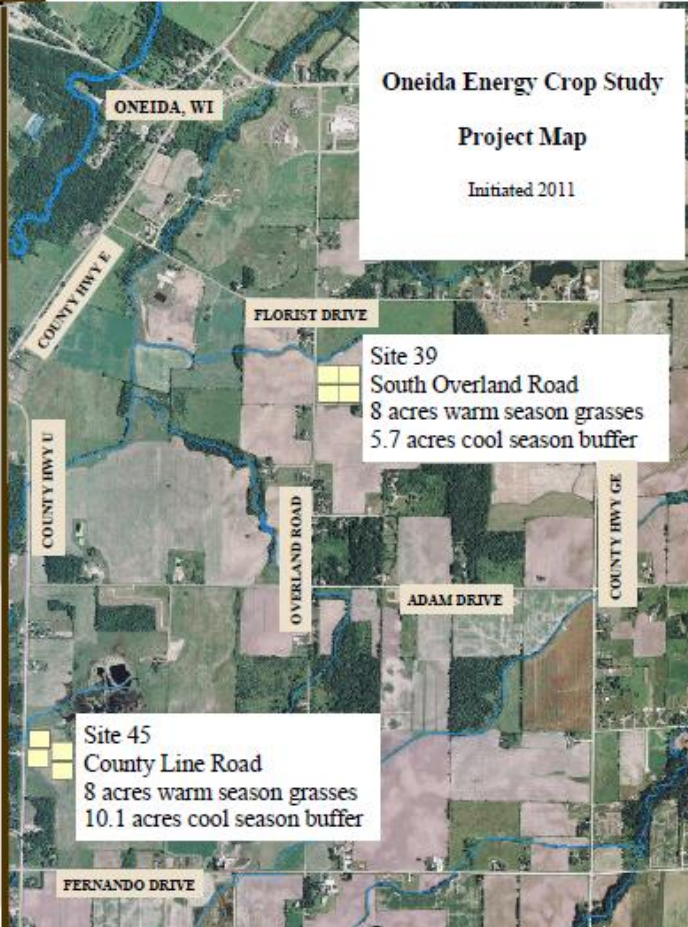 Oneida Energy Crop Study
Project Map
Initiated 2011
ONEIDA, WI
COUNTY HWY E
FLORIST DRIVE
Site 39
South Overland Road
8 acres warm season grasses
5.7 acres cool season buffer
COUNTY HWY U
OVERLAND ROAD
COUNTY HWY GE
ADAM DRIVE
Site 45
County Line Road
8 acres warm season grasses
10.1 acres cool season buffer
FERNANDO DRIVE